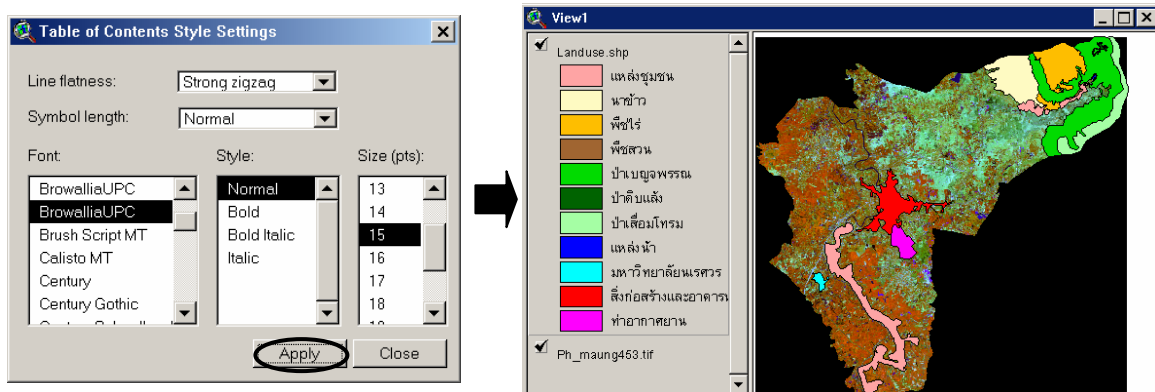 Table of Contents Style Settings
Line flatness:
Strong zigzag
Symbol length:
Normal
Font:
Style:
Size (pts):
BrowalliaUPC
BrowalliaUPC
Brush Script MT
Calisto MT
Century
Century Gothic
Normal
Bold
Bold Italic
Italic
13
14
15
16
17
18
Apply
Close
View1
Landuse.shp
แหล่งชุมชน
นาข้าว
พืชไร่
พืชสวน
ป่าเบญจพรรณ
ป่าดิบแล้ง
ป่าเสื่อมโทรม
แหล่งน้ำ
มหาวิทยาลัยนเรศวร
สิ่งก่อสร้างและอาคาร
ท่าอากาศยาน
Ph_maung453.tif